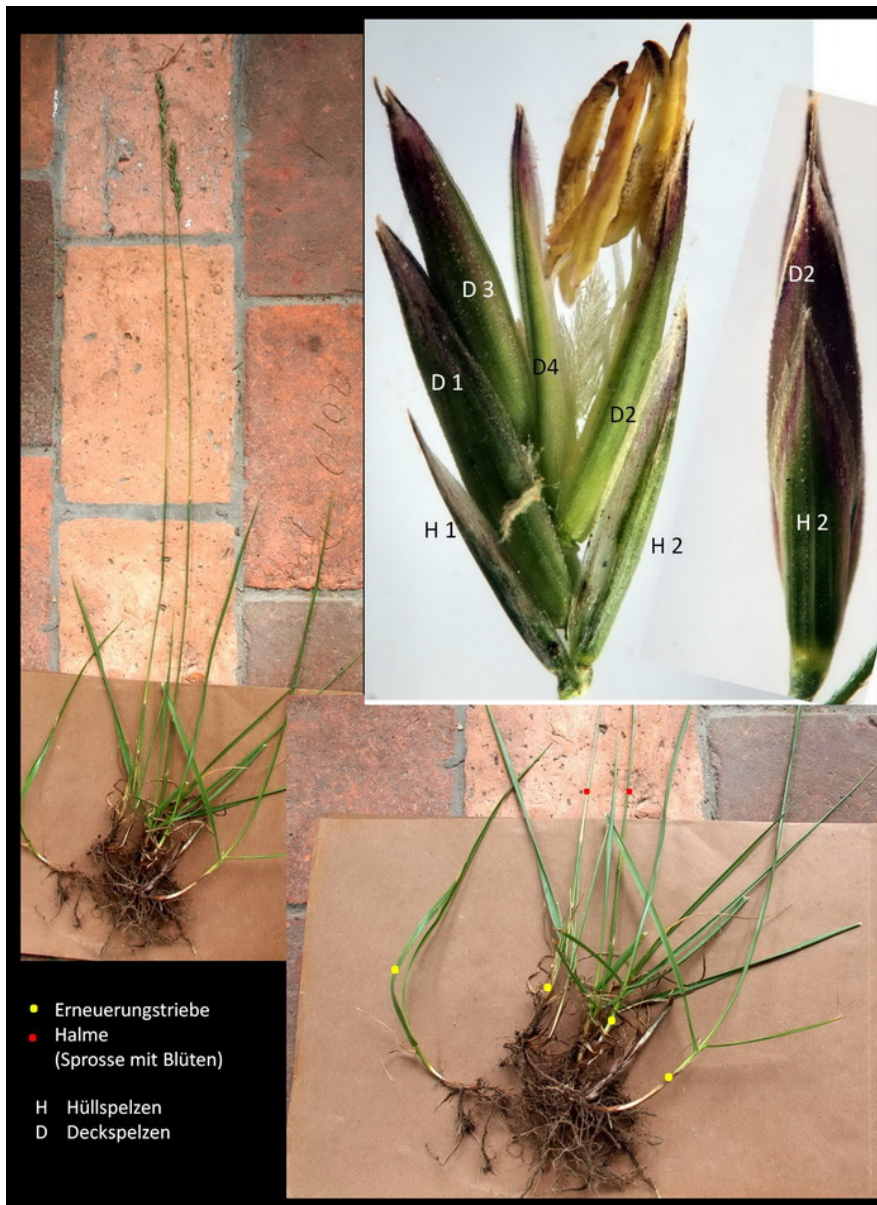 D 3
D 1
D4
D2
H 1
H 2
D2
H 2
Erneuerungstriebe
Halme
(Sprosse mit Blüten)
H Hüllspelzen
D Deckspelzen